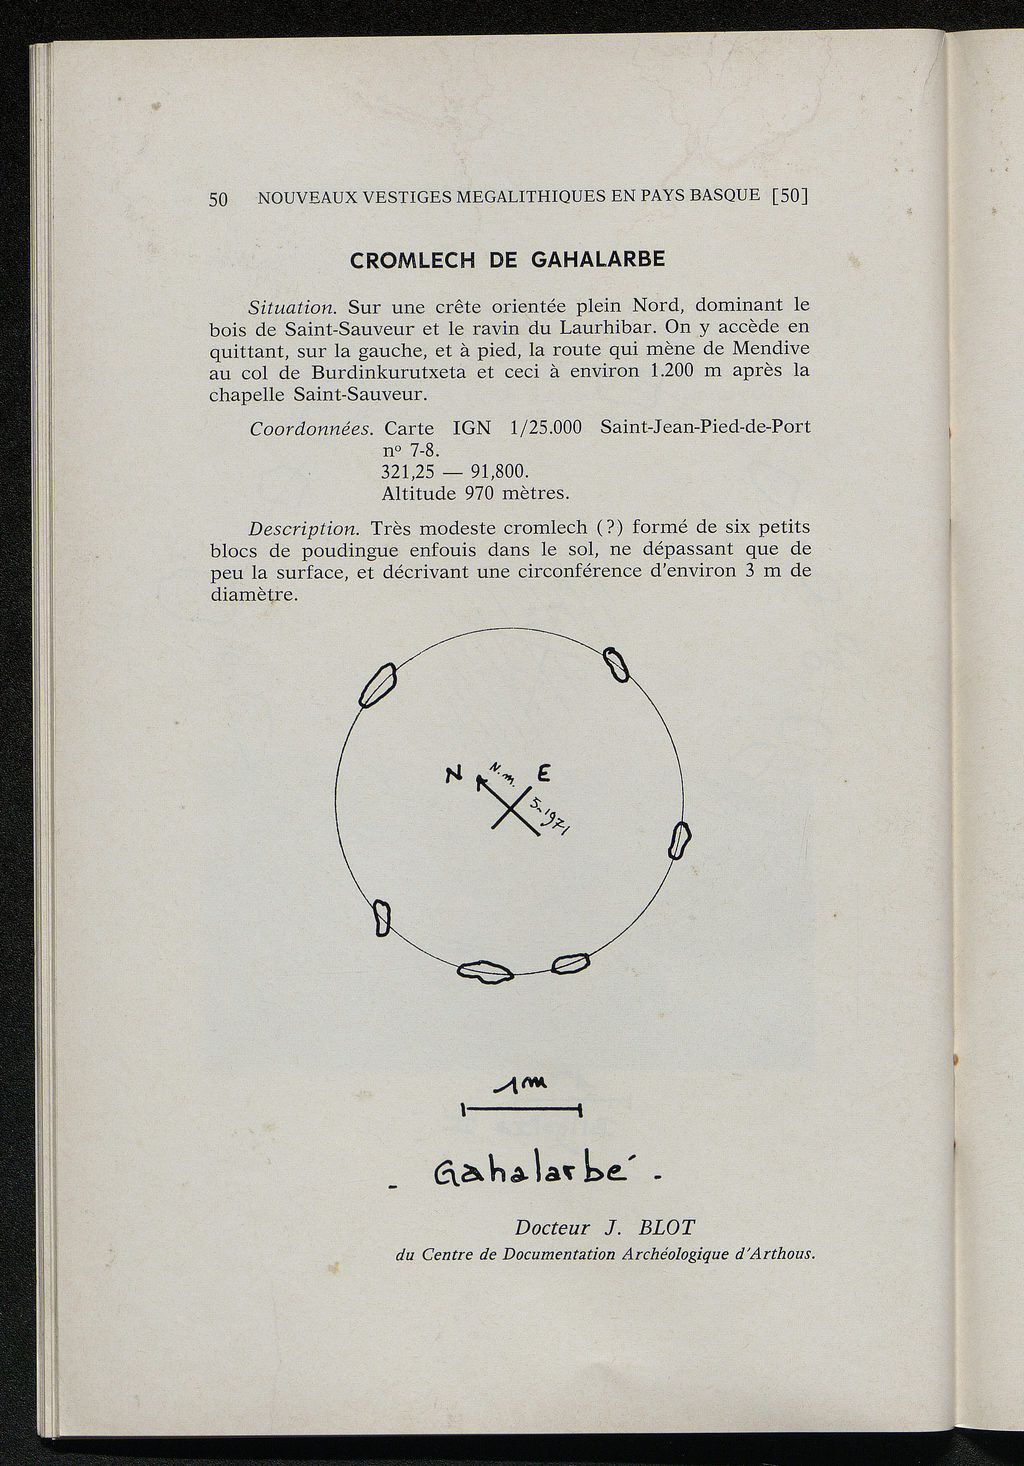 50 NOUVEAUX VESTIGES MEGALITHIQUES EN PAYS BASQUE [50]
CROMLECH DE GAHALARBE
Situation. Sur une crête orientée plein Nord, dominant le
bois de Saint-Sauveur et le ravin du Laurhibar. On y accède en
quittant, sur la gauche, et à pied, la route qui mène de Mendive
au col de Burdinkurutxeta et ceci à environ 1.200 m après la
chapelle Saint-Sauveur.
Coordonnées. Carte IGN 1/25.000 Saint-Jean-Pied-de-Port
nº 7-8.
321,25 — 91,800.
Altitude 970 mètres.
Description. Très modeste cromlech (?) formé de six petits
blocs de poudingue enfouis dans le sol, ne dépassant que de
peu la surface, et décrivant une circonférence d'environ 3 m de
diamètre.
N N.m. E
5-1971
1m
- Gahalarbé -
Docteur J. BLOT
du Centre de Documentation Archéologique d'Arthous.